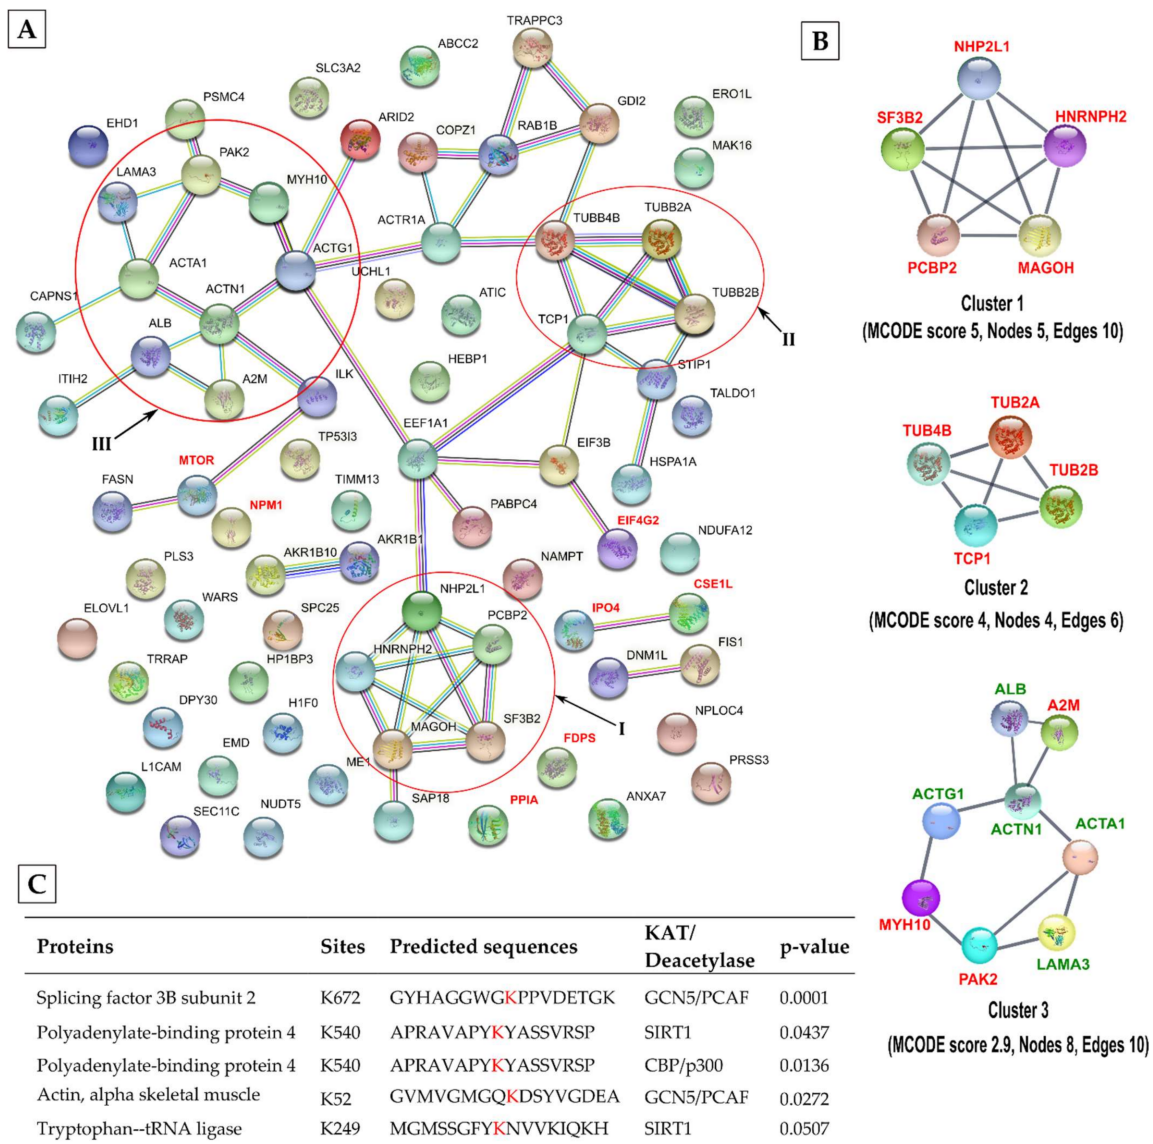 A
TRAPPC3
ABCC2
SLC3A2
PSMC4
GDI2
ERO1L
EHD1
ARID2
COPZ1
RAB1B
PAK2
MAK16
LAMA3
MYH10
TUBB4B
TUBB2A
ACTR1A
ACTG1
ACTA1
UCHL1
CAPNS1
ACTN1
ATIC
TUBB2B
TCP1
ALB
II
HEBP1
STIP1
ITIH2
A2M
ILK
TALDO1
III
EEF1A1
EIF3B
TP53I3
MTOR
HSPA1A
FASN
TIMM13
NPM1
PABPC4
EIF4G2
NDUFA12
AKR1B10
AKR1B1
PLS3
NAMPT
NHP2L1
CSE1L
ELOVL1
WARS
SPC25
PCBP2
IPO4
HNRNPH2
FIS1
TRRAP
HP1BP3
DNM1L
DPY30
H1F0
NPLOC4
MAGOH
SF3B2
I
EMD
FDPS
ME1
L1CAM
PRSS3
SEC11C
NUDT5
SAP18
PPIA
ANXA7
B
NHP2L1
SF3B2
HNRNPH2
PCBP2
MAGOH
Cluster 1
(MCODE score 5, Nodes 5, Edges 10)
TUB2A
TUB4B
TUB2B
TCP1
Cluster 2
(MCODE score 4, Nodes 4, Edges 6)
ALB
A2M
ACTG1
ACTN1
ACTA1
MYH10
LAMA3
PAK2
Cluster 3
(MCODE score 2.9, Nodes 8, Edges 10)
C
Proteins Sites Predicted sequences KAT/ Deacetylase p-value
Splicing factor 3B subunit 2 K672 GYHAGGWGKPPVDETGK GCN5/PCAF 0.0001
Polyadenylate-binding protein 4 K540 APRAVAPYKYASSVRSP SIRT1 0.0437
Polyadenylate-binding protein 4 K540 APRAVAPYKYASSVRSP CBP/p300 0.0136
Actin, alpha skeletal muscle K52 GVMVGMGQKDSYVGDEA GCN5/PCAF 0.0272
Tryptophan--tRNA ligase K249 MGMSSGFYKNVVKIQKH SIRT1 0.0507